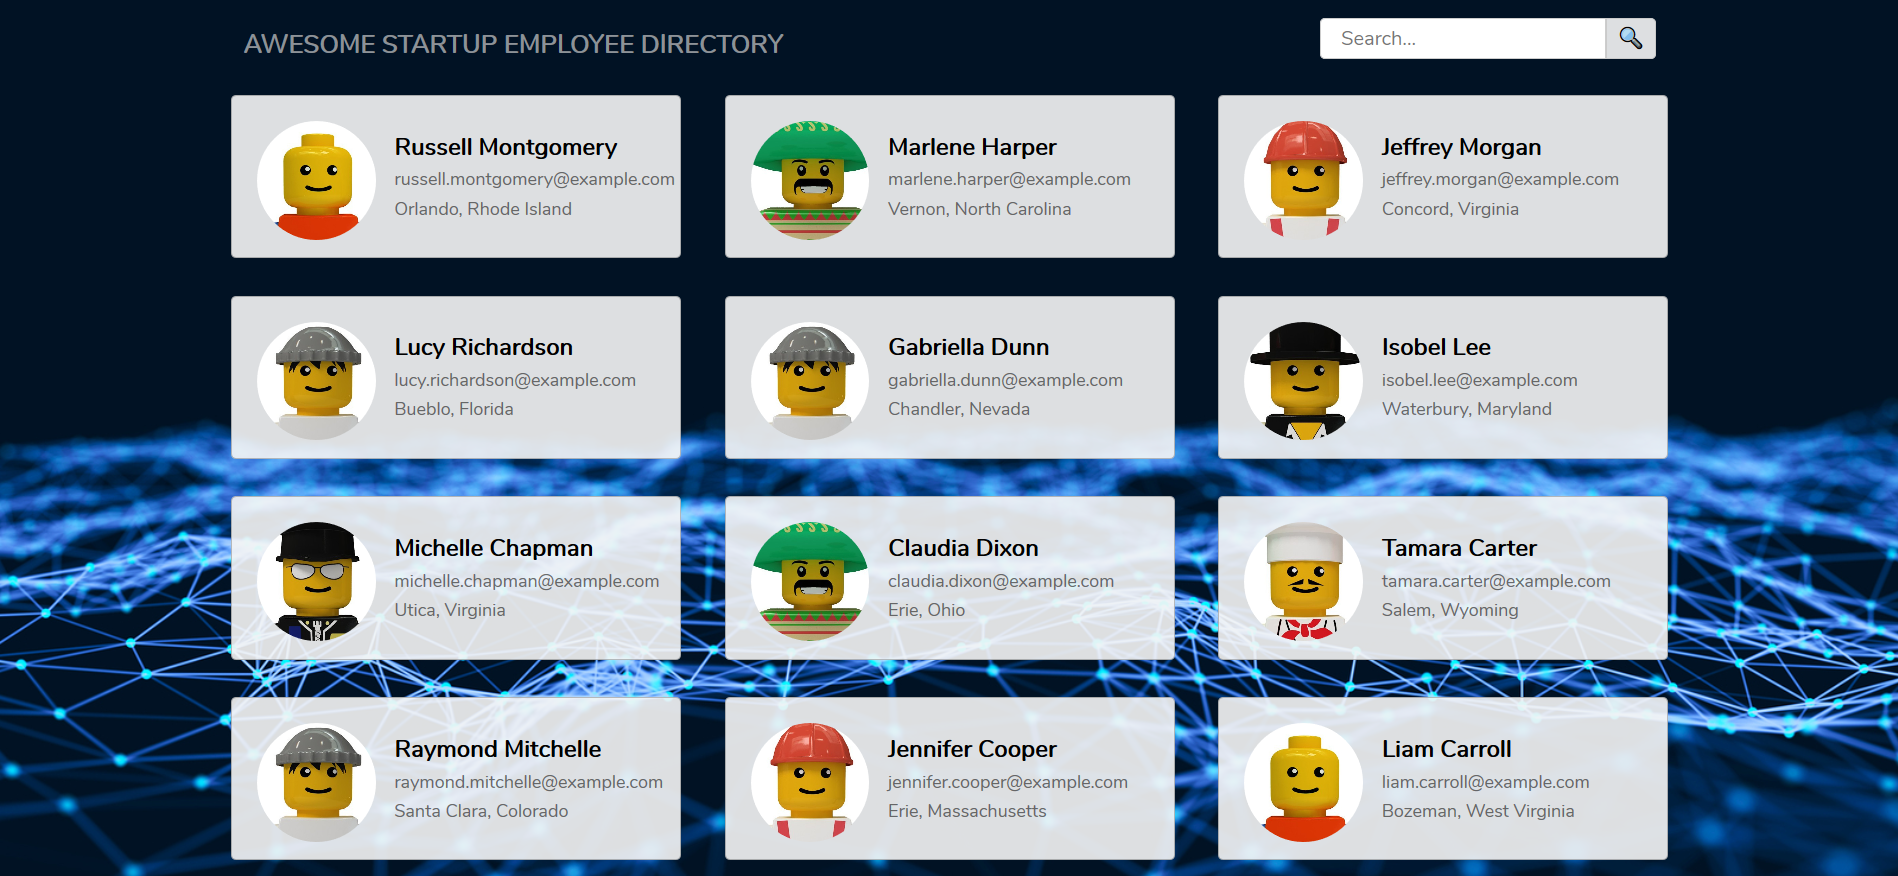 AWESOME STARTUP EMPLOYEE DIRECTORY
Search...
Russell Montgomery
russell.montgomery@example.com
Orlando, Rhode Island
Marlene Harper
marlene.harper@example.com
Vernon, North Carolina
Jeffrey Morgan
jeffrey.morgan@example.com
Concord, Virginia
Lucy Richardson
lucy.richardson@example.com
Bueblo, Florida
Gabriella Dunn
gabriella.dunn@example.com
Chandler, Nevada
Isobel Lee
isobel.lee@example.com
Waterbury, Maryland
Michelle Chapman
michelle.chapman@example.com
Utica, Virginia
Claudia Dixon
claudia.dixon@example.com
Erie, Ohio
Tamara Carter
tamara.carter@example.com
Salem, Wyoming
Raymond Mitchelle
raymond.mitchelle@example.com
Santa Clara, Colorado
Jennifer Cooper
jennifer.cooper@example.com
Erie, Massachusetts
Liam Carroll
liam.carroll@example.com
Bozeman, West Virginia